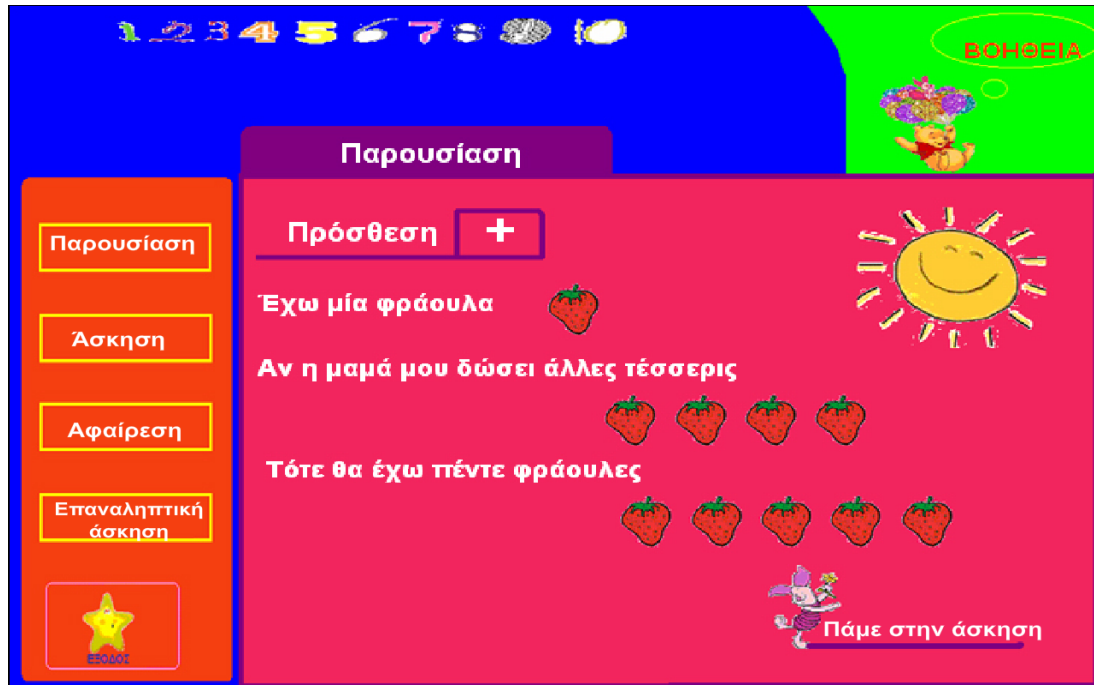 1 2 3 4 5 6 7 8 9 10
ΒΟΗΘΕΙΑ
Παρουσίαση
Παρουσίαση
Άσκηση
Αφαίρεση
Επαναληπτική
άσκηση
ΕΞΟΔΟΣ
Πρόσθεση +
Έχω μία φράουλα
Αν η μαμά μου δώσει άλλες τέσσερις
Τότε θα έχω πέντε φράουλες
Πάμε στην άσκηση